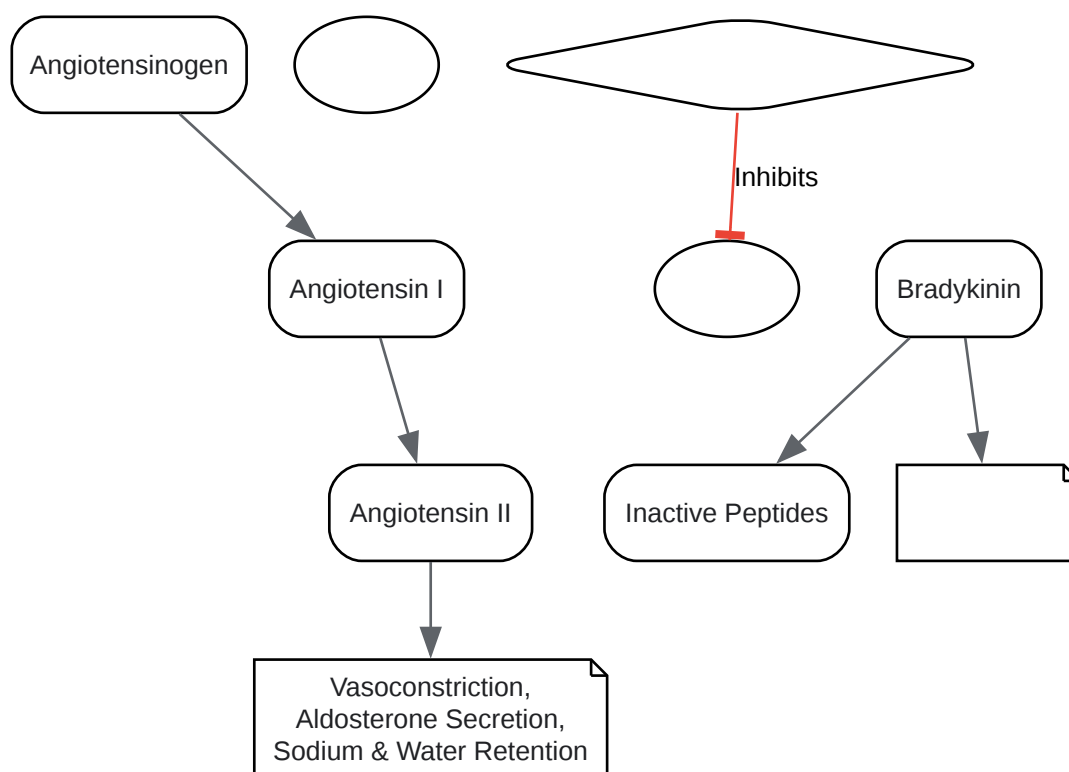 Angiotensinogen
Inhibits
Angiotensin I
Bradykinin
Angiotensin II
Inactive Peptides
Vasoconstriction,
Aldosterone Secretion,
Sodium & Water Retention